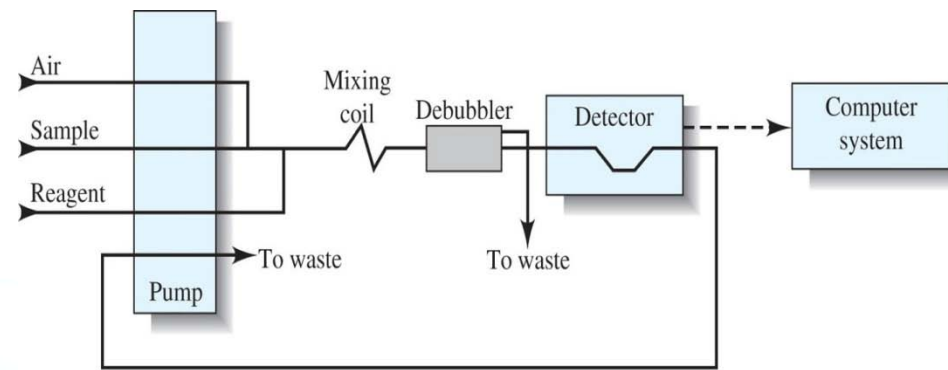 Air
Sample
Reagent
Pump
To waste
Mixing
coil
Debubbler
To waste
Detector
Computer
system